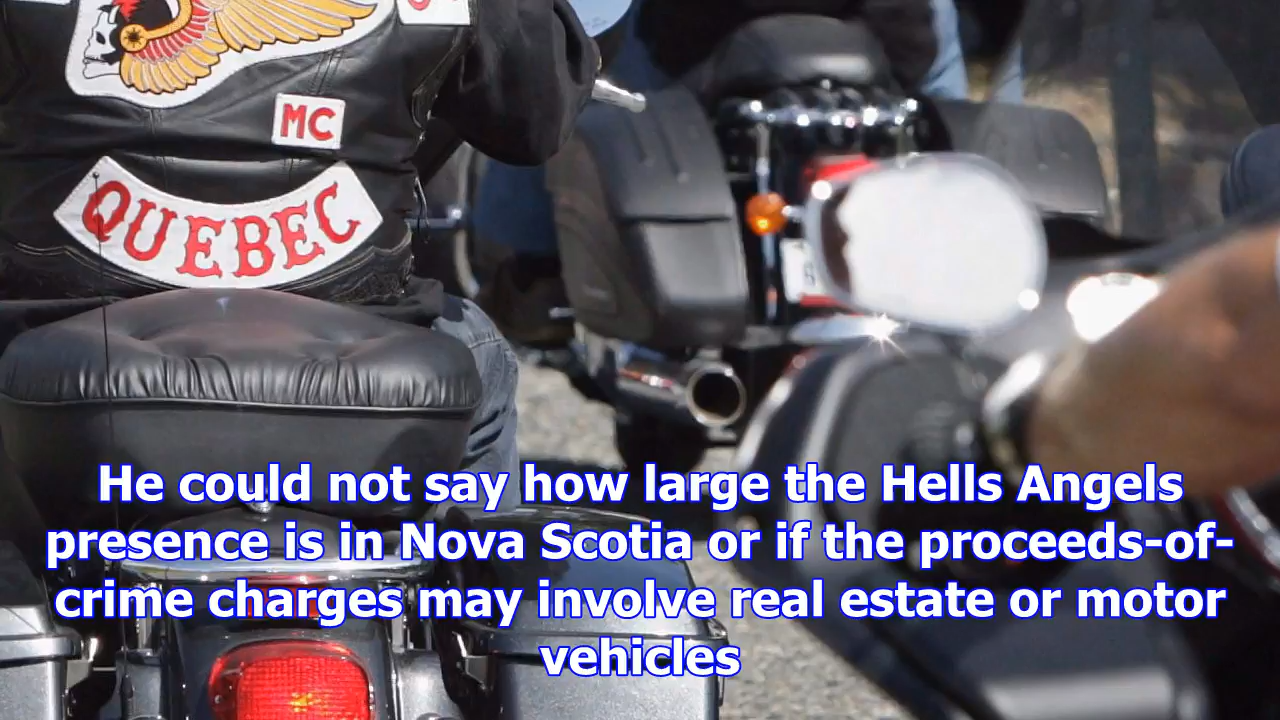 MC
QUEBEC
He could not say how large the Hells Angels
presence is in Nova Scotia or if the proceeds-of-
crime charges may involve real estate or motor
vehicles